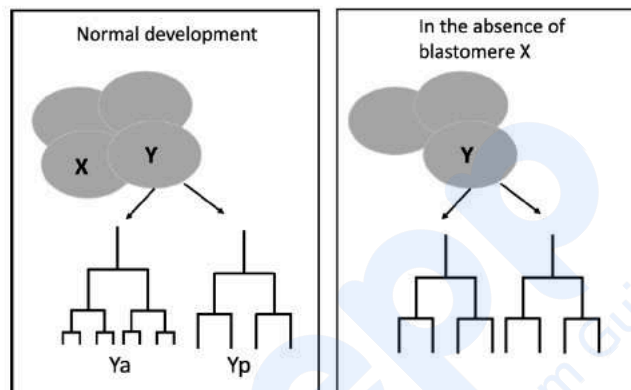 Normal development
X
Y
Ya
Yp
In the absence of
blastomere X
Y